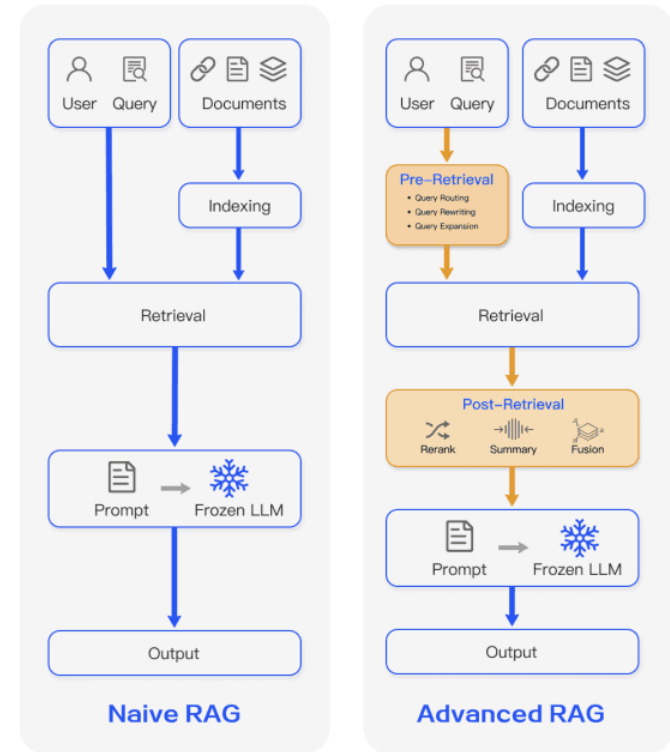 User Query
Documents
Indexing
Retrieval
Prompt
Frozen LLM
Output
Naive RAG
User Query
Documents
Pre-Retrieval
• Query Routing
• Query Rewriting
• Query Expansion
Indexing
Retrieval
Post-Retrieval
Rerank
Summary
Fusion
Prompt
Frozen LLM
Output
Advanced RAG